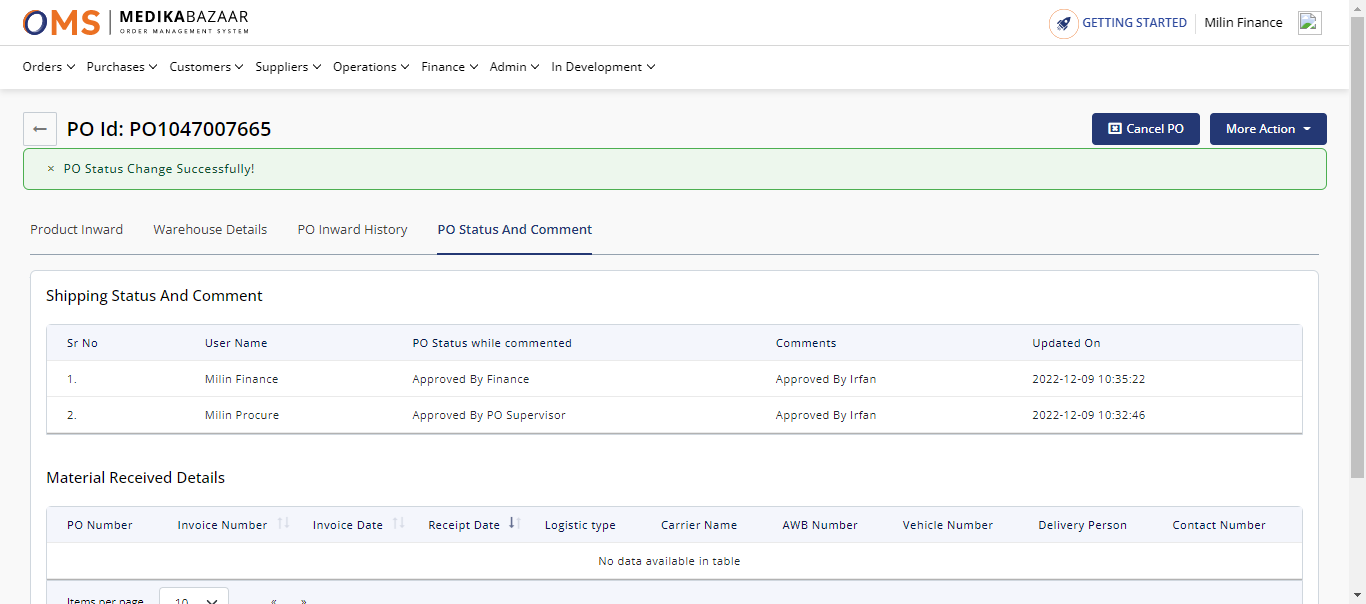 OMS MEDIKABAZAAR
ORDER MANAGEMENT SYSTEM
GETTING STARTED Milin Finance
Orders Purchases Customers Suppliers Operations Finance Admin In Development
PO Id: PO1047007665 Cancel PO More Action
× PO Status Change Successfully!
Product Inward Warehouse Details PO Inward History PO Status And Comment
Shipping Status And Comment
Sr No User Name PO Status while commented Comments Updated On
1. Milin Finance Approved By Finance Approved By Irfan 2022-12-09 10:35:22
2. Milin Procure Approved By PO Supervisor Approved By Irfan 2022-12-09 10:32:46
Material Received Details
PO Number Invoice Number Invoice Date Receipt Date Logistic type Carrier Name AWB Number Vehicle Number Delivery Person Contact Number
No data available in table
Items per page 10 « »